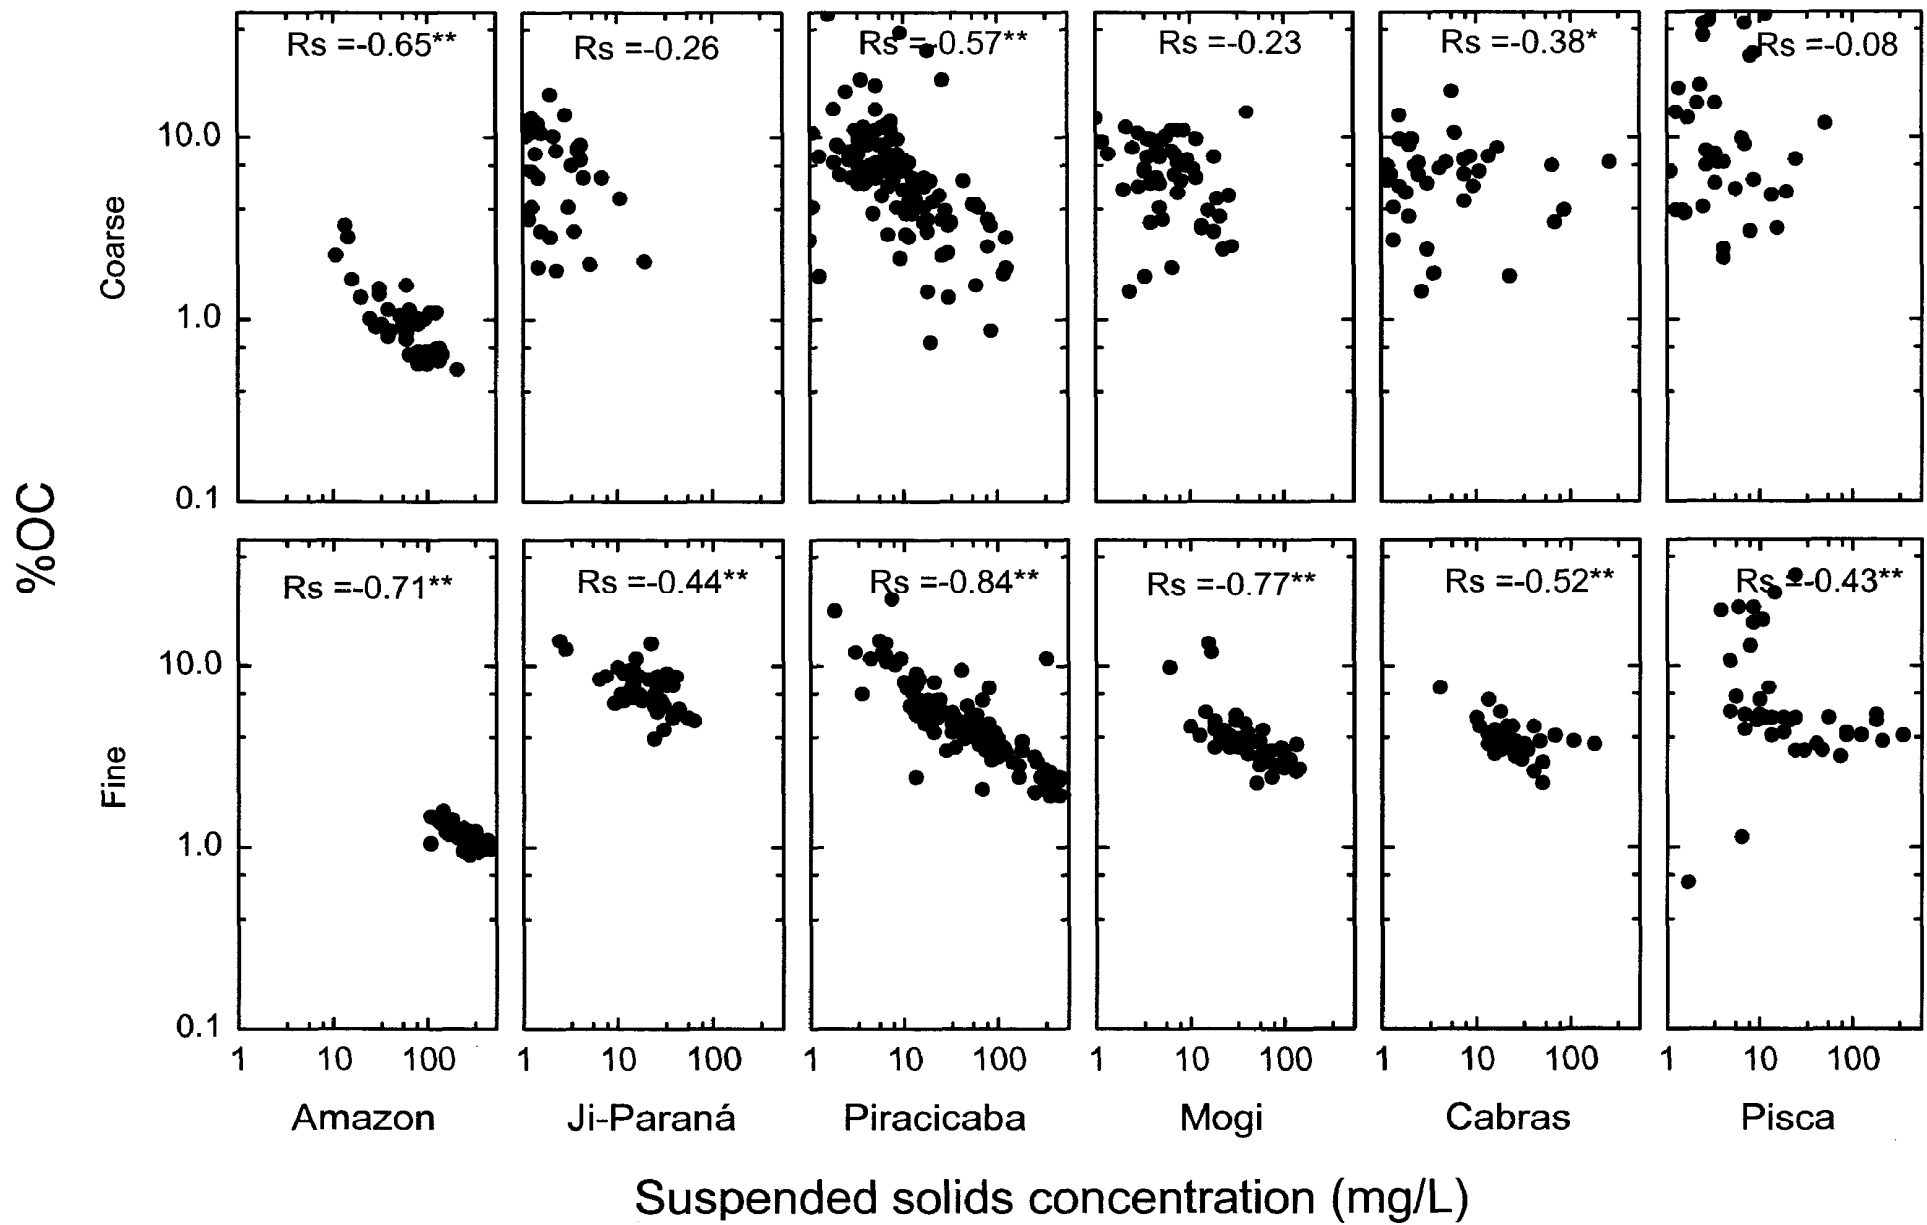 Rs =-0.65** Rs =-0.26 Rs =-0.57** Rs =-0.23 Rs =-0.38* Rs =-0.08
10.0
Coarse
1.0
0.1
%OC
Rs =-0.71** Rs =-0.44** Rs =-0.84** Rs =-0.77** Rs =-0.52** Rs =-0.43**
10.0
Fine
1.0
0.1
1 10 100 1 10 100 1 10 100 1 10 100 1 10 100 1 10 100
Amazon Ji-Paraná Piracicaba Mogi Cabras Pisca
Suspended solids concentration (mg/L)